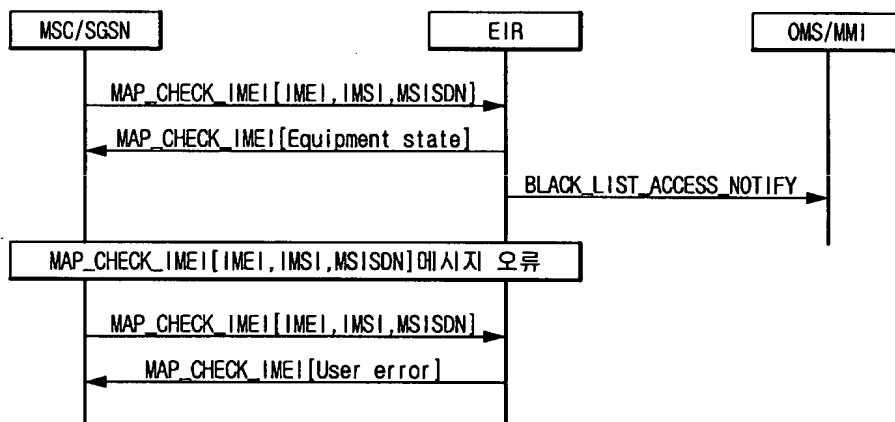 MSC/SGSN
EIR
OMS/MMI
MAP_CHECK_IMEI[IMEI,IMSI,MSISDN]
MAP_CHECK_IMEI[Equipment state]
BLACK_LIST_ACCESS_NOTIFY
MAP_CHECK_IMEI[IMEI,IMSI,MSISDN]메시지 오류
MAP_CHECK_IMEI[IMEI,IMSI,MSISDN]
MAP_CHECK_IMEI[User error]